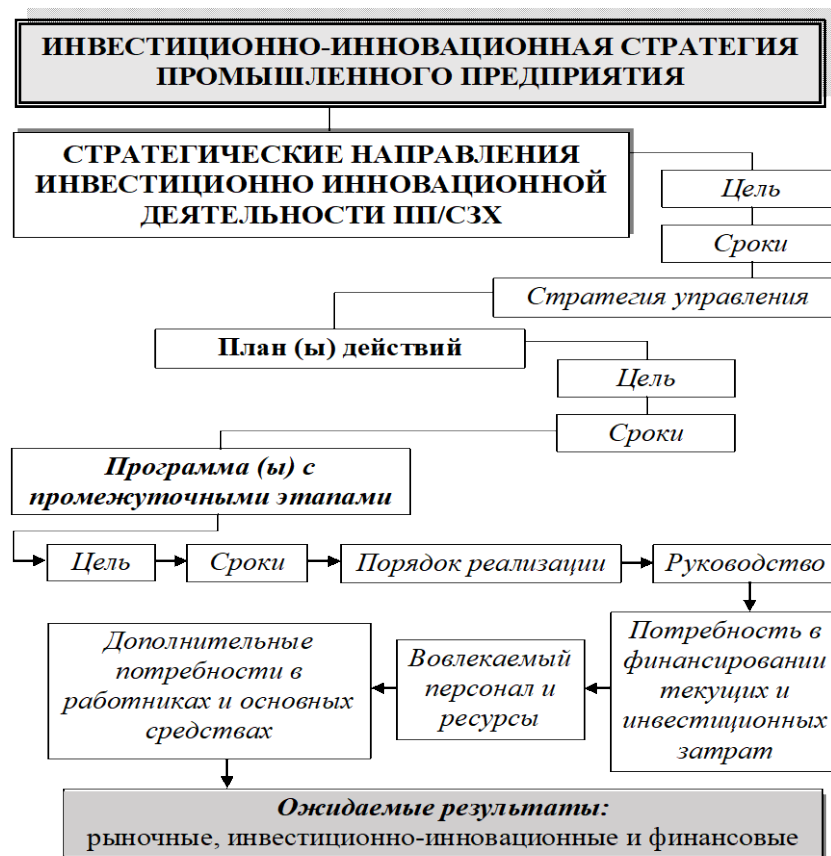 ИНВЕСТИЦИОННО-ИННОВАЦИОННАЯ СТРАТЕГИЯ
ПРОМЫШЛЕННОГО ПРЕДПРИЯТИЯ
СТРАТЕГИЧЕСКИЕ НАПРАВЛЕНИЯ
ИНВЕСТИЦИОННО ИННОВАЦИОННОЙ
ДЕЯТЕЛЬНОСТИ ПП/СЗХ
Цель
Сроки
Стратегия управления
План (ы) действий
Цель
Сроки
Программа (ы) с
промежуточными этапами
Цель
Сроки
Порядок реализации
Руководство
Потребность в
финансировании
текущих и
инвестиционных
затрат
Вовлекаемый
персонал и
ресурсы
Дополнительные
потребности в
работниках и основных
средствах
Ожидаемые результаты:
рыночные, инвестиционно-инновационные и финансовые